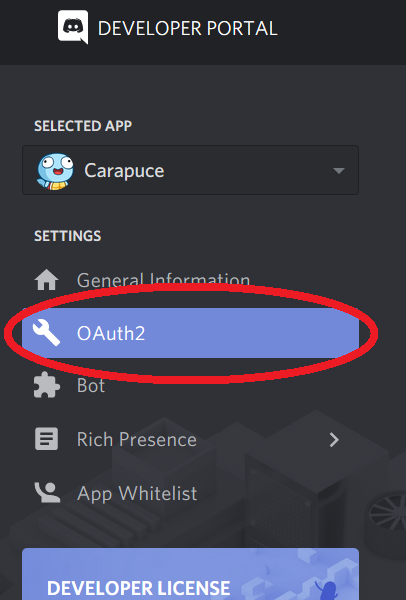 DEVELOPER PORTAL
SELECTED APP
Carapuce
SETTINGS
General Information
OAuth2
Bot
Rich Presence
App Whitelist
DEVELOPER LICENSE